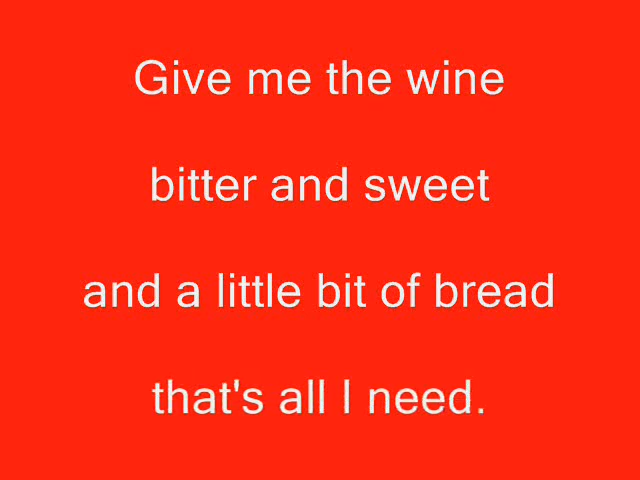 Give me the wine
bitter and sweet
and a little bit of bread
that's all I need.